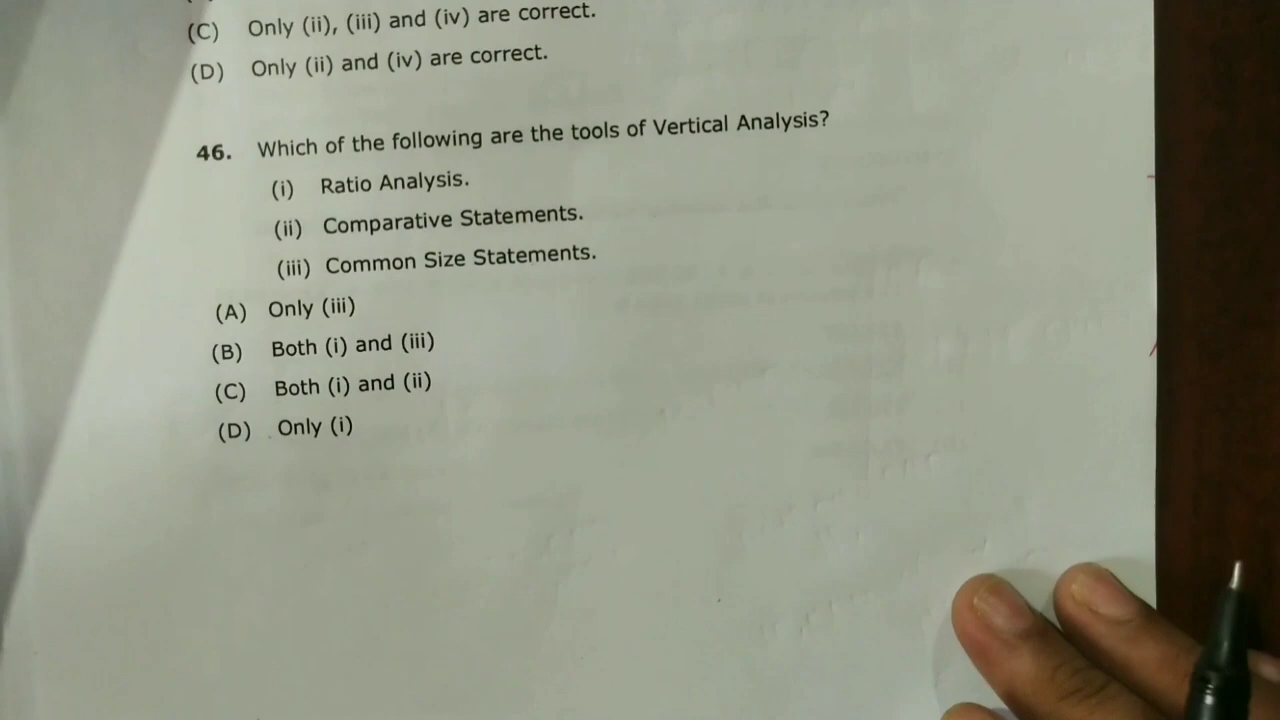 (C) Only (ii), (iii) and (iv) are correct.
(D) Only (ii) and (iv) are correct.
46. Which of the following are the tools of Vertical Analysis?
(i) Ratio Analysis.
(ii) Comparative Statements.
(iii) Common Size Statements.
(A) Only (iii)
(B) Both (i) and (iii)
(C) Both (i) and (ii)
(D) Only (i)